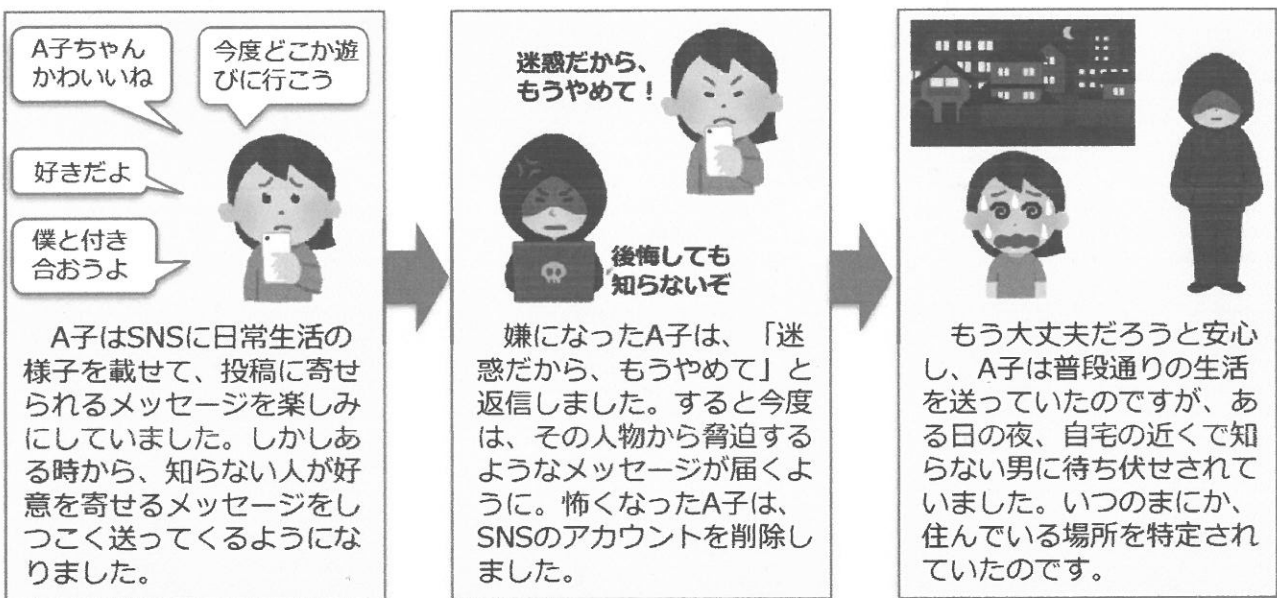 A子ちゃん
かわいいね
今度どこか遊
びに行こう
好きだよ
僕と付き
合おうよ
A子はSNSに日常生活の
様子を載せて、投稿に寄せ
られるメッセージを楽しみ
にしていました。しかしあ
る時から、知らない人が好
意を寄せるメッセージをし
つこく送ってくるようにな
りました。
迷惑だから、
もうやめて！
後悔しても
知らないぞ
嫌になったA子は、「迷
惑だから、もうやめて」と
返信しました。すると今度
は、その人物から脅迫する
ようなメッセージが届くよ
うに。怖くなったA子は、
SNSのアカウントを削除し
ました。
もう大丈夫だろうと安心
し、A子は普段通りの生活
を送っていたのですが、あ
る日の夜、自宅の近くで知
らない男に待ち伏せされて
いました。いつのまにか、
住んでいる場所を特定され
ていたのです。